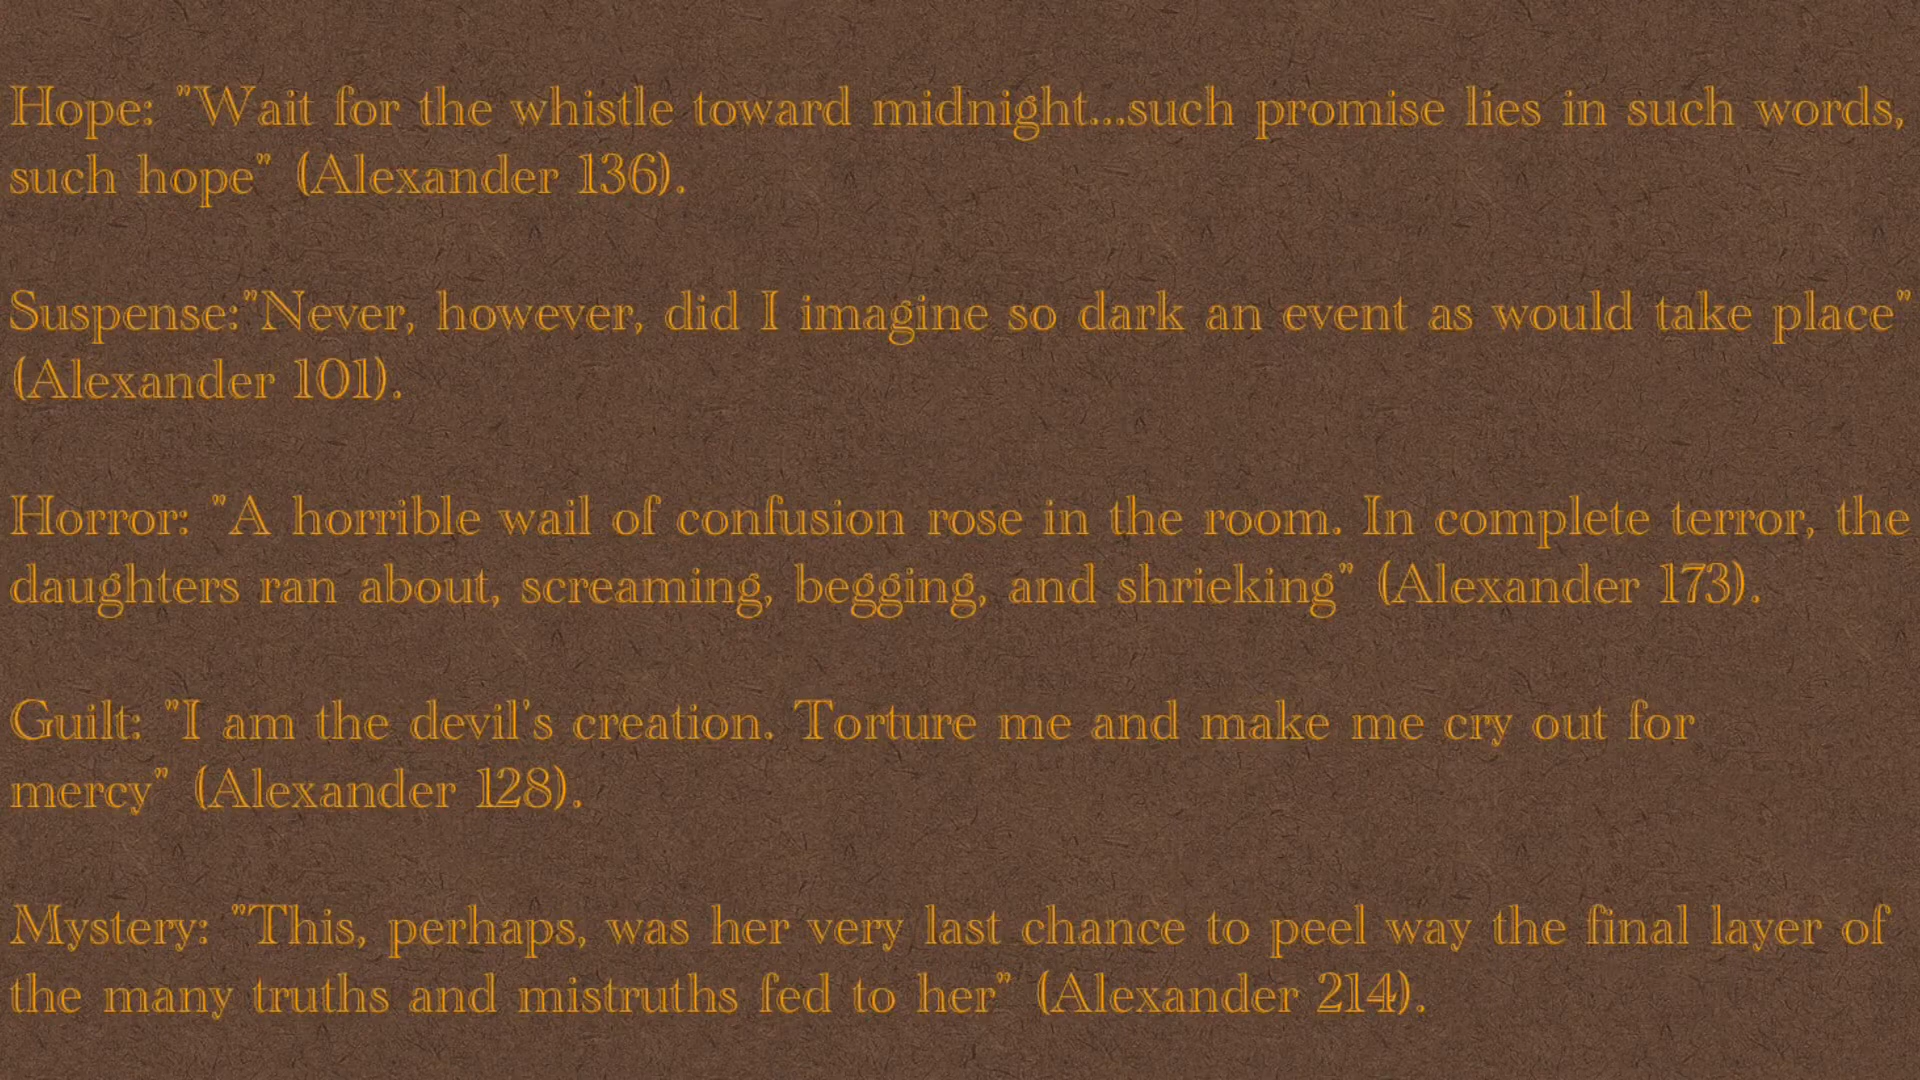 Hope: "Wait for the whistle toward midnight...such promise lies in such words,
such hope" (Alexander 136).
Suspense:"Never, however, did I imagine so dark an event as would take place"
(Alexander 101).
Horror: "A horrible wail of confusion rose in the room. In complete terror, the
daughters ran about, screaming, begging, and shrieking" (Alexander 173).
Guilt: "I am the devil's creation. Torture me and make me cry out for
mercy" (Alexander 128).
Mystery: "This, perhaps, was her very last chance to peel way the final layer of
the many truths and mistruths fed to her" (Alexander 214).